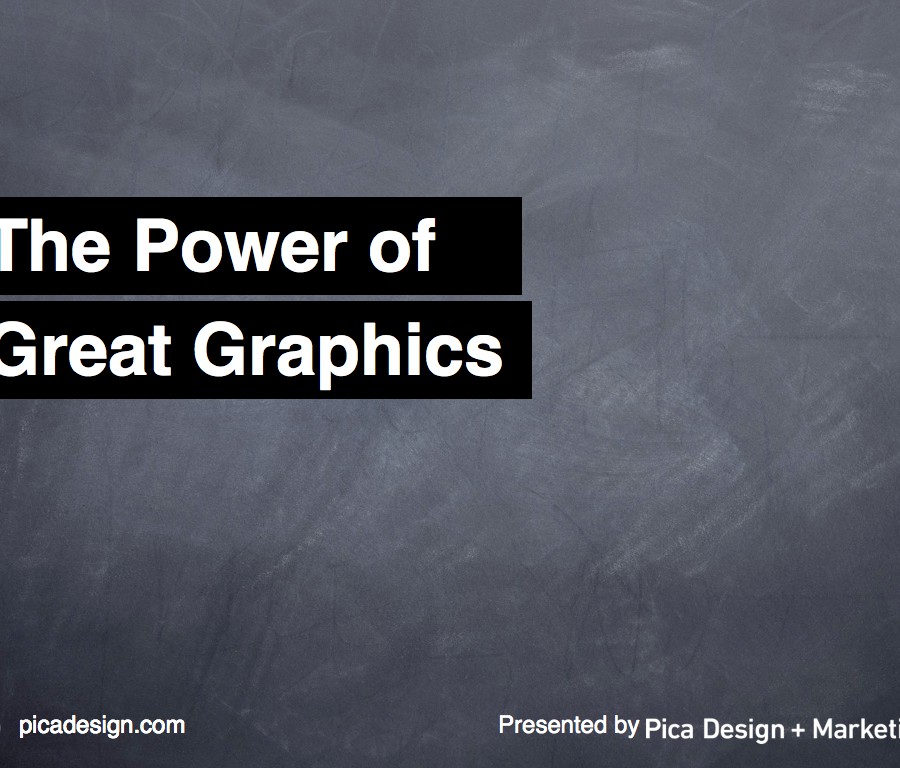 The Power of
Great Graphics
picadesign.com
Presented by Pica Design + Marketi